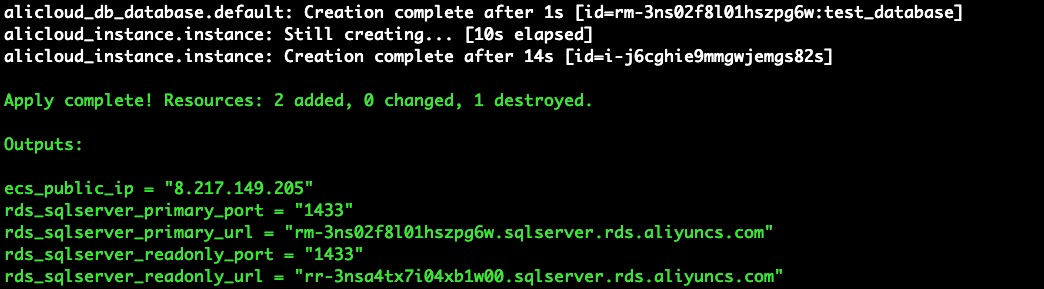 alicloud_db_database.default: Creation complete after 1s [id=rm-3ns02f8l01hszpg6w:test_database]
alicloud_instance.instance: Still creating... [10s elapsed]
alicloud_instance.instance: Creation complete after 14s [id=i-j6cghie9mmgwjemgs82s]
Apply complete! Resources: 2 added, 0 changed, 1 destroyed.
Outputs:
ecs_public_ip = "8.217.149.205"
rds_sqlserver_primary_port = "1433"
rds_sqlserver_primary_url = "rm-3ns02f8l01hszpg6w.sqlserver.rds.aliyuncs.com"
rds_sqlserver_readonly_port = "1433"
rds_sqlserver_readonly_url = "rr-3nsa4tx7i04xb1w00.sqlserver.rds.aliyuncs.com"